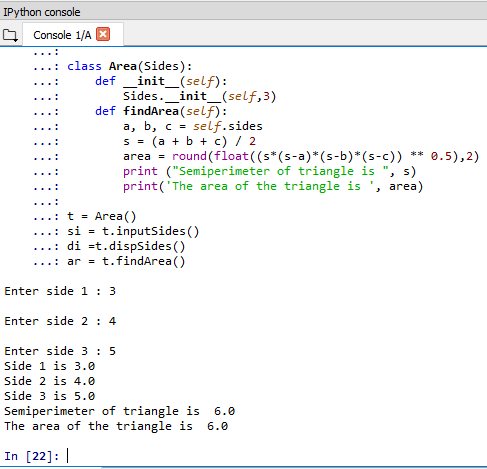 IPython console
Console 1/A
...:
...: class Area(Sides):
...:     def __init__(self):
...:         Sides.__init__(self,3)
...:     def findArea(self):
...:         a, b, c = self.sides
...:         s = (a + b + c) / 2
...:         area = round(float((s*(s-a)*(s-b)*(s-c)) ** 0.5),2)
...:         print ("Semiperimeter of triangle is ", s)
...:         print('The area of the triangle is ', area)
...:
...: t = Area()
...: si = t.inputSides()
...: di =t.dispSides()
...: ar = t.findArea()
Enter side 1 : 3
Enter side 2 : 4
Enter side 3 : 5
Side 1 is 3.0
Side 2 is 4.0
Side 3 is 5.0
Semiperimeter of triangle is  6.0
The area of the triangle is  6.0
In [22]: